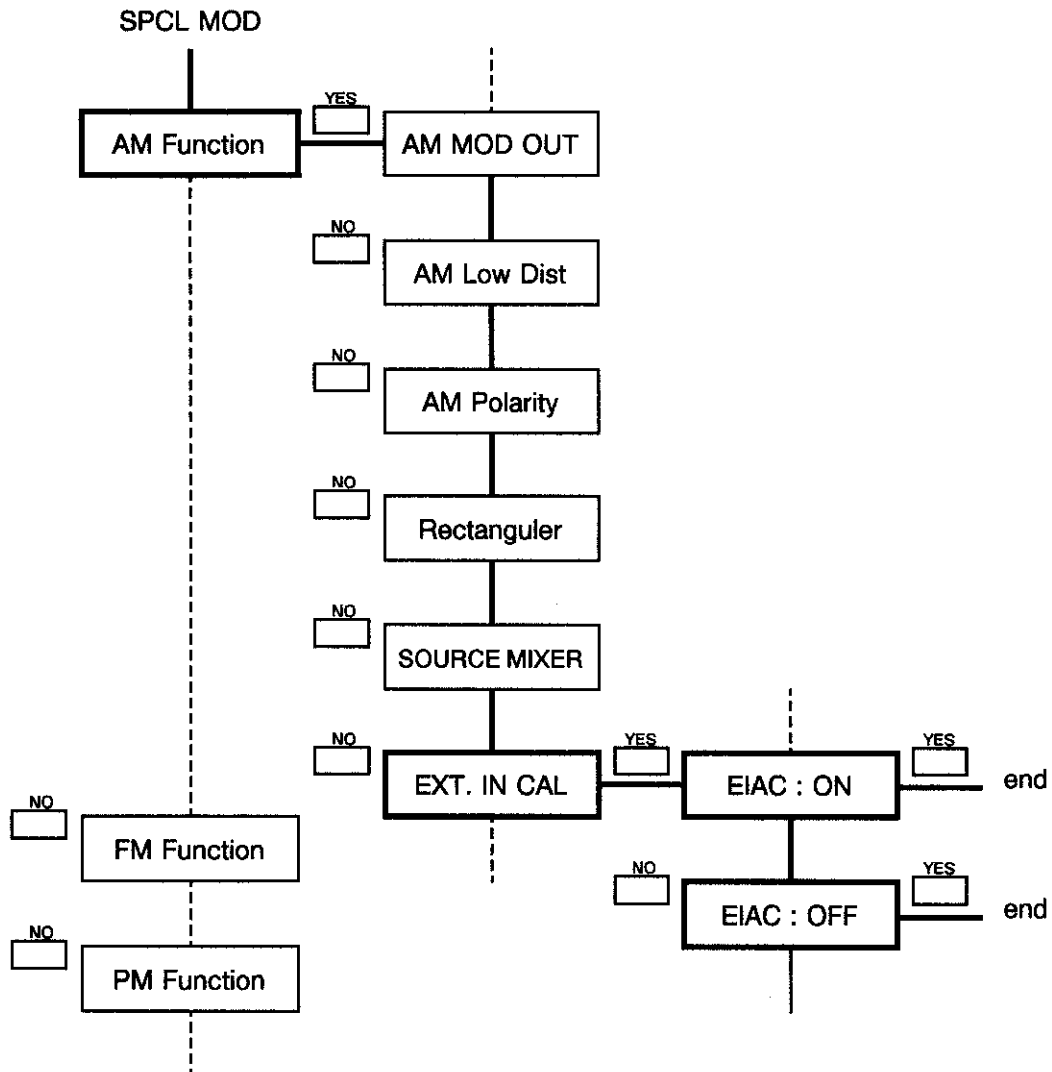 SPCL MOD
YES
AM Function
AM MOD OUT
NO
AM Low Dist
NO
AM Polarity
NO
Rectanguler
NO
SOURCE MIXER
NO
EXT. IN CAL
YES
EIAC : ON
YES
end
NO
FM Function
NO
EIAC : OFF
YES
end
NO
PM Function